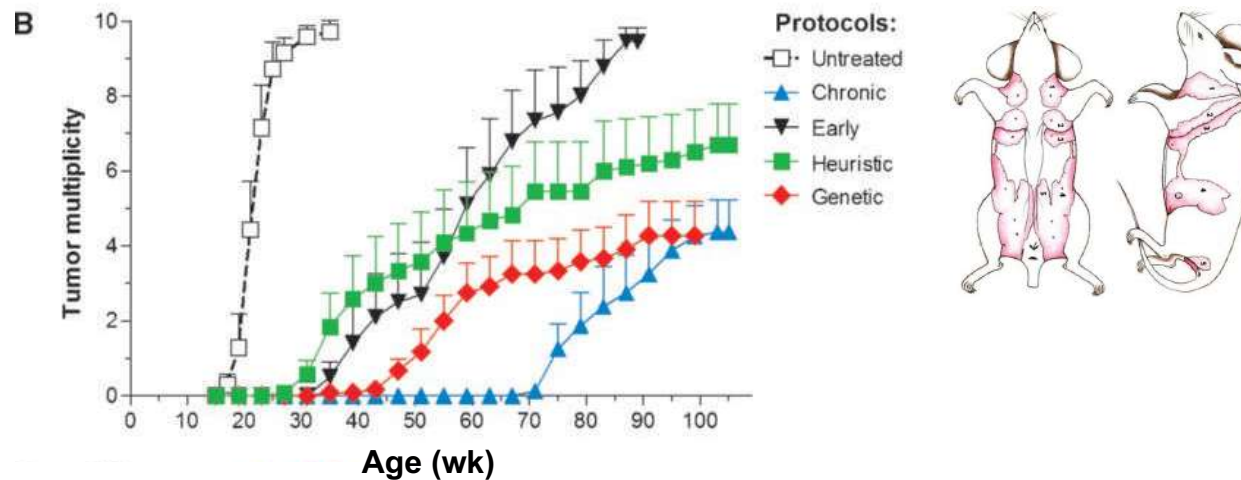 B
Tumor multiplicity
10
8
6
4
2
0
0 10 20 30 40 50 60 70 80 90 100
Age (wk)
Protocols:
Untreated
Chronic
Early
Heuristic
Genetic